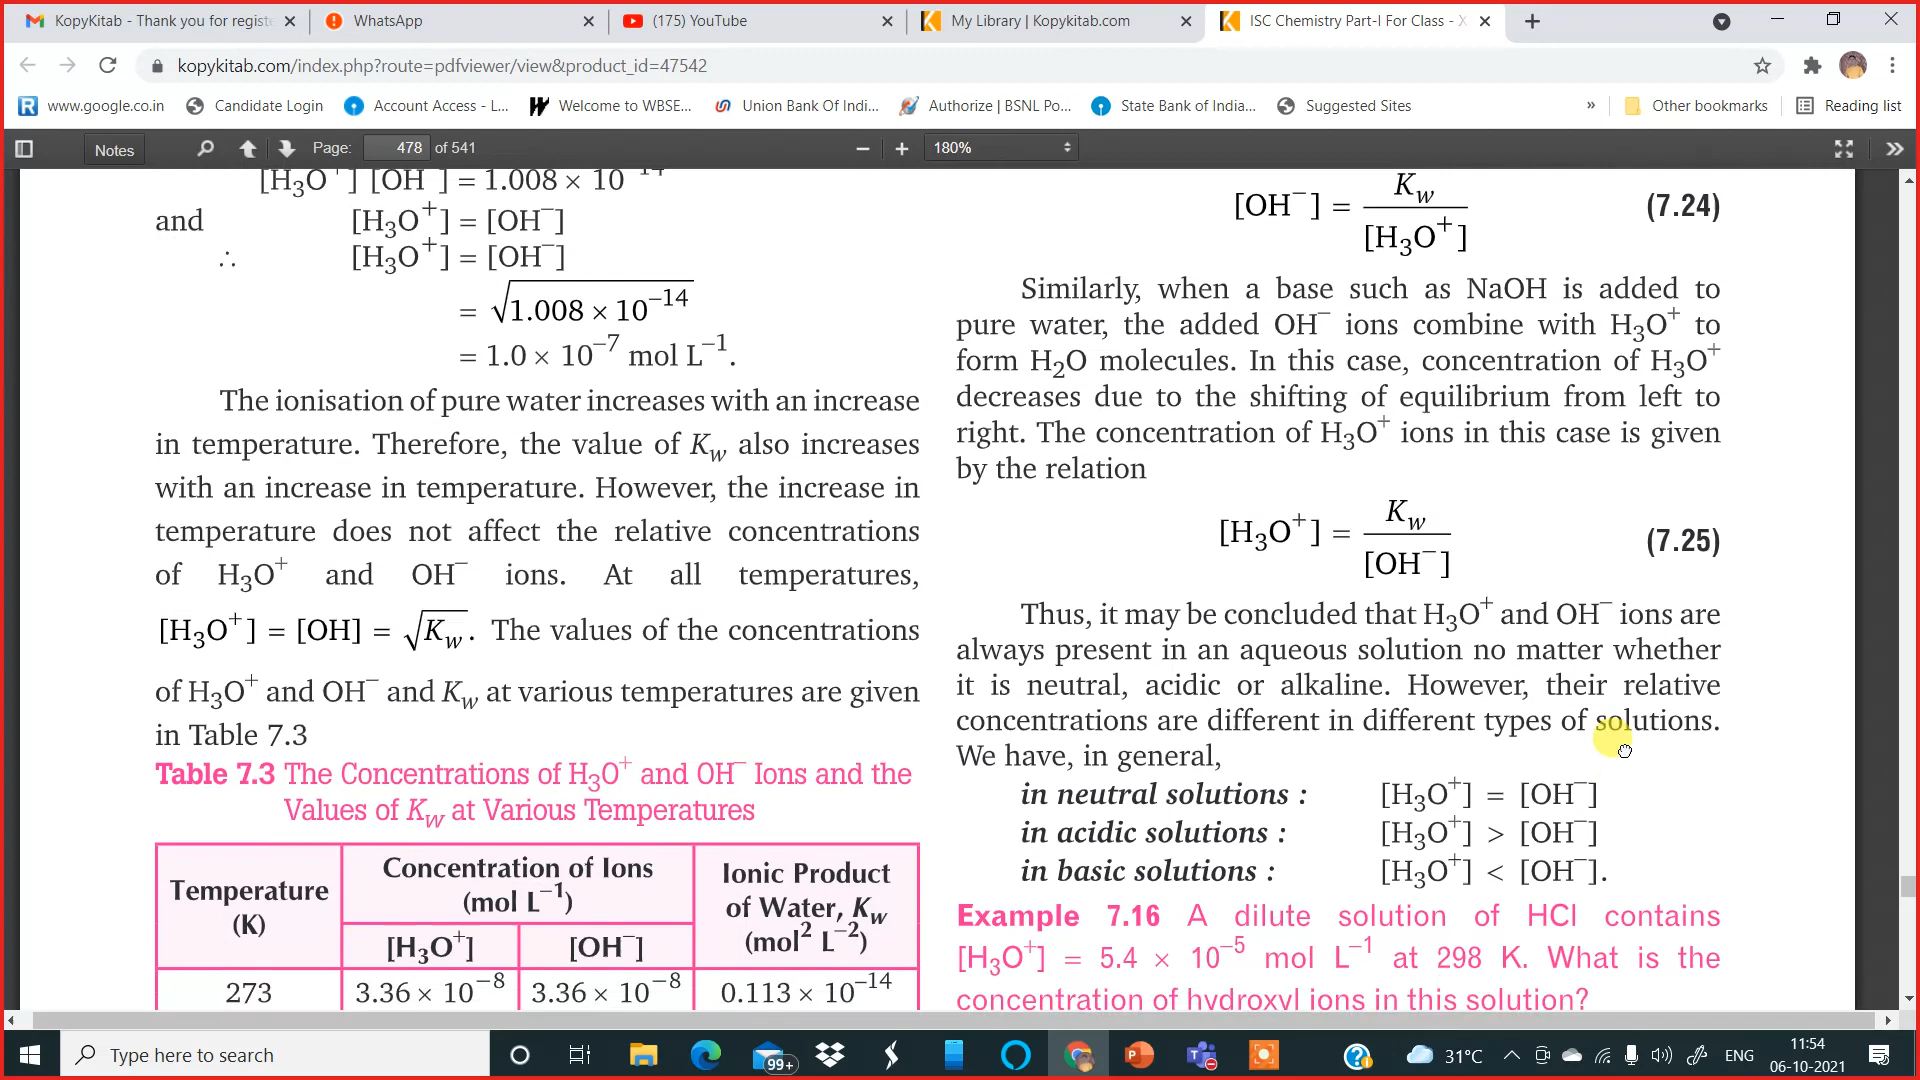 KopyKitab - Thank you for registe
WhatsApp
(175) YouTube
My Library | Kopykitab.com
ISC Chemistry Part-I For Class - X
kopykitab.com/index.php?route=pdfviewer/view&product_id=47542
www.google.co.in
Candidate Login
Account Access - L...
Welcome to WBSE...
Union Bank Of Indi...
Authorize | BSNL Po...
State Bank of India...
Suggested Sites
»
Other bookmarks
Reading list
Notes
Page: 478 of 541
180%
[H₃O⁺] [OH⁻] = 1.008 × 10⁻¹⁴
and [H₃O⁺] = [OH⁻]
∴ [H₃O⁺] = [OH⁻]
= √1.008 × 10⁻¹⁴
= 1.0 × 10⁻⁷ mol L⁻¹.
The ionisation of pure water increases with an increase
in temperature. Therefore, the value of K_w also increases
with an increase in temperature. However, the increase in
temperature does not affect the relative concentrations
of H₃O⁺ and OH⁻ ions. At all temperatures,
[H₃O⁺] = [OH] = √K_w. The values of the concentrations
of H₃O⁺ and OH⁻ and K_w at various temperatures are given
in Table 7.3
Table 7.3 The Concentrations of H₃O⁺ and OH⁻ Ions and the
Values of K_w at Various Temperatures
Temperature
(K)
Concentration of Ions
(mol L⁻¹)
[H₃O⁺] [OH⁻]
Ionic Product
of Water, K_w
(mol² L⁻²)
273 3.36 × 10⁻⁸ 3.36 × 10⁻⁸ 0.113 × 10⁻¹⁴
[OH⁻] = K_w / [H₃O⁺] (7.24)
Similarly, when a base such as NaOH is added to
pure water, the added OH⁻ ions combine with H₃O⁺ to
form H₂O molecules. In this case, concentration of H₃O⁺
decreases due to the shifting of equilibrium from left to
right. The concentration of H₃O⁺ ions in this case is given
by the relation
[H₃O⁺] = K_w / [OH⁻] (7.25)
Thus, it may be concluded that H₃O⁺ and OH⁻ ions are
always present in an aqueous solution no matter whether
it is neutral, acidic or alkaline. However, their relative
concentrations are different in different types of solutions.
We have, in general,
in neutral solutions : [H₃O⁺] = [OH⁻]
in acidic solutions : [H₃O⁺] > [OH⁻]
in basic solutions : [H₃O⁺] < [OH⁻].
Example 7.16 A dilute solution of HCl contains
[H₃O⁺] = 5.4 × 10⁻⁵ mol L⁻¹ at 298 K. What is the
concentration of hydroxyl ions in this solution?
Type here to search
99+
31°C
ENG
11:54
06-10-2021